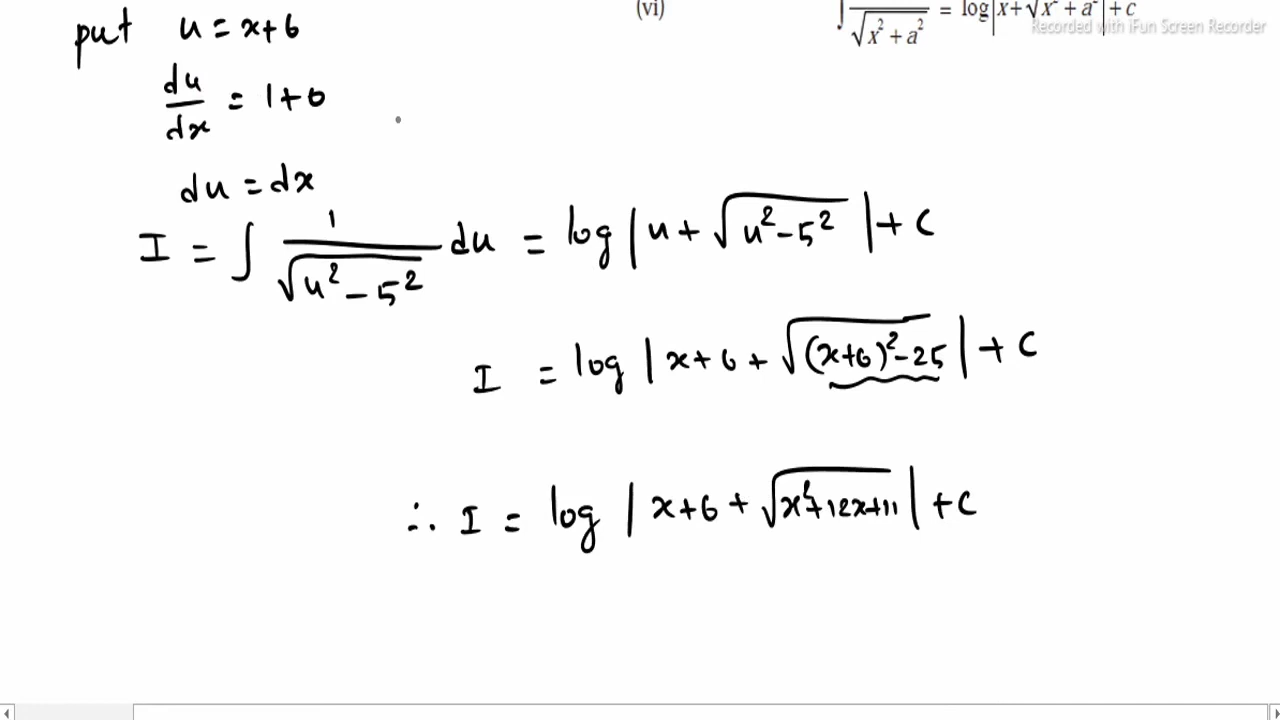 put u = x+6
(vi) ∫ 1/√(x² + a²) = log|x+√x² + a²| + c
Recorded with iFun Screen Recorder
du/dx = 1+0
du = dx
I = ∫ 1/√(u² – 5²) du = log | u + √(u² – 5²) | + c
I = log | x+6 + √((x+6)² – 25) | + c
∴ I = log | x+6 + √(x²+12x+11) | + c